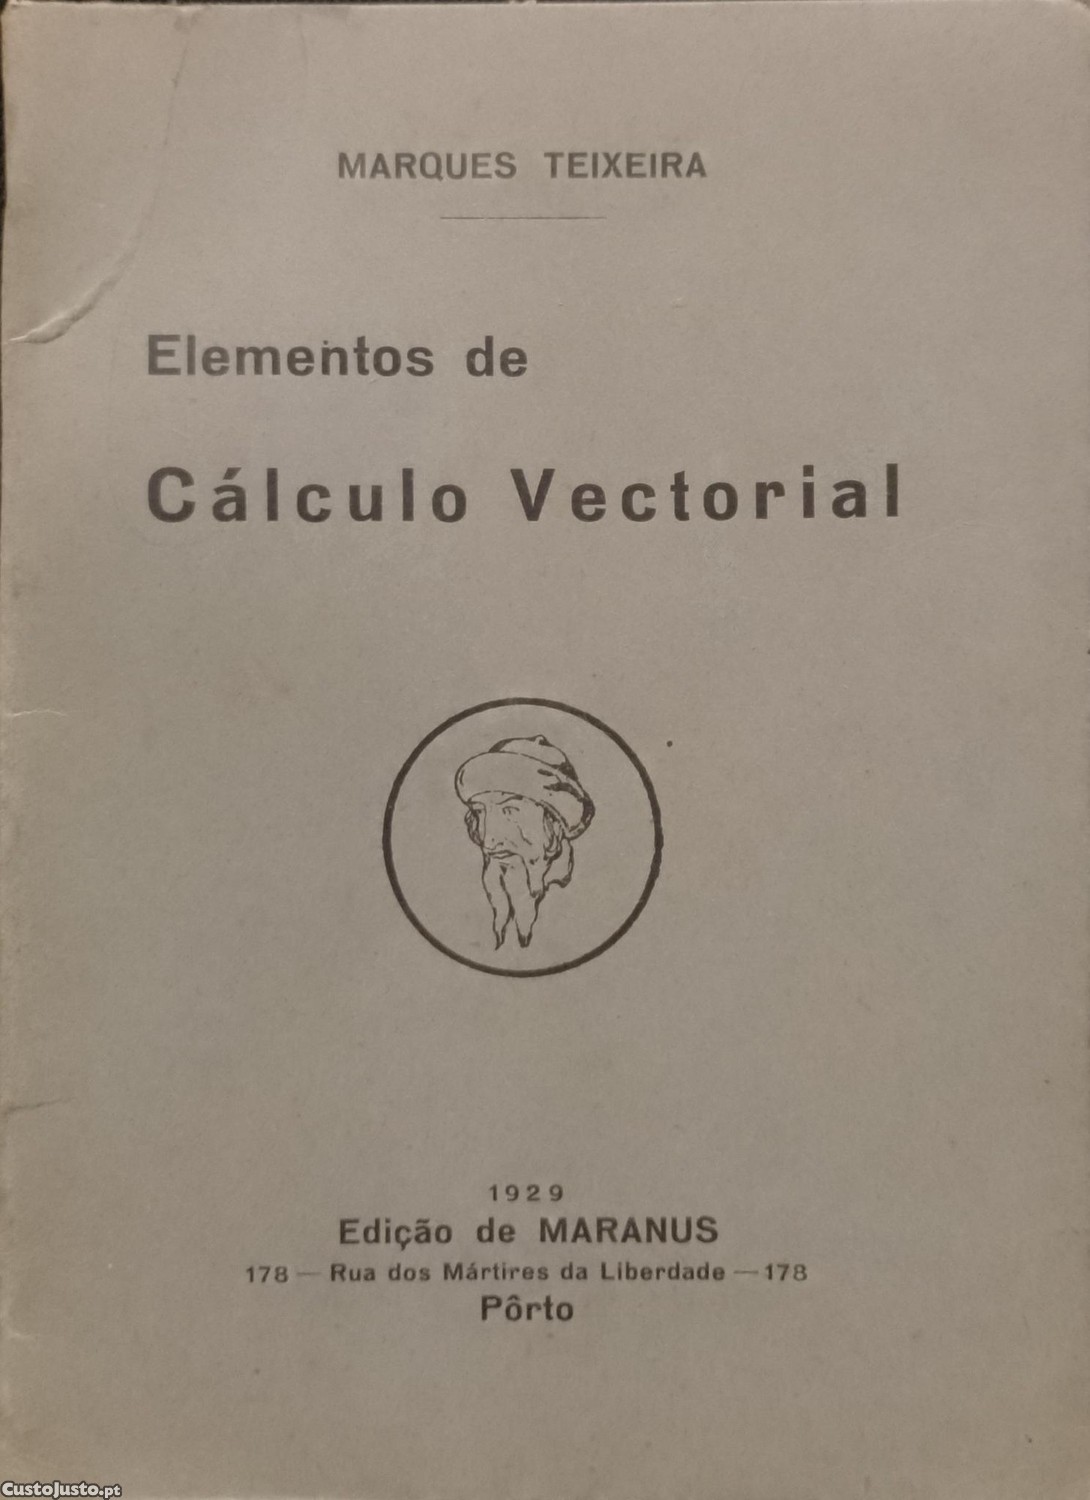 MARQUES TEIXEIRA
Elementos de
Cálculo Vectorial
1929
Edição de MARANUS
178 — Rua dos Mártires da Liberdade — 178
Pôrto
CustoJusto.pt